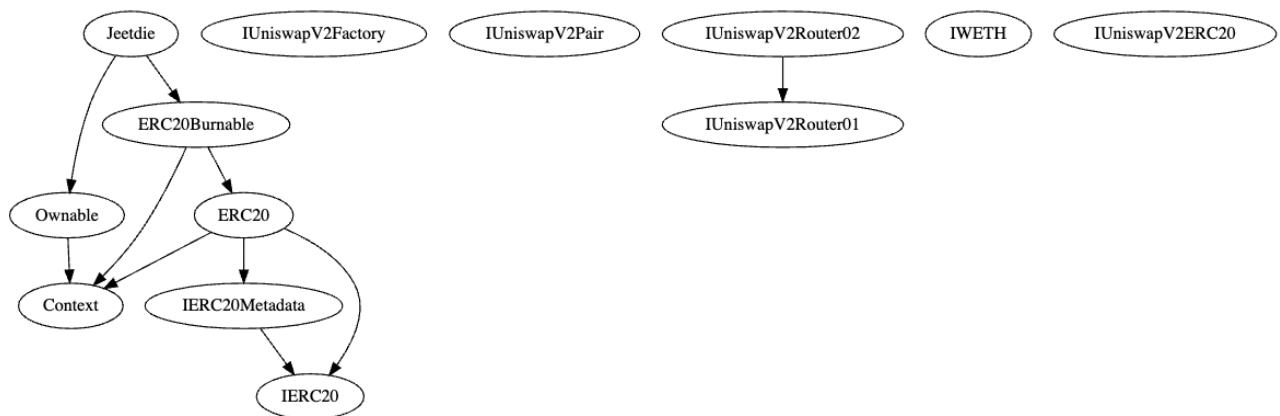 Jeetdie
IUniswapV2Factory
IUniswapV2Pair
IUniswapV2Router02
IWETH
IUniswapV2ERC20
ERC20Burnable
IUniswapV2Router01
Ownable
ERC20
Context
IERC20Metadata
IERC20